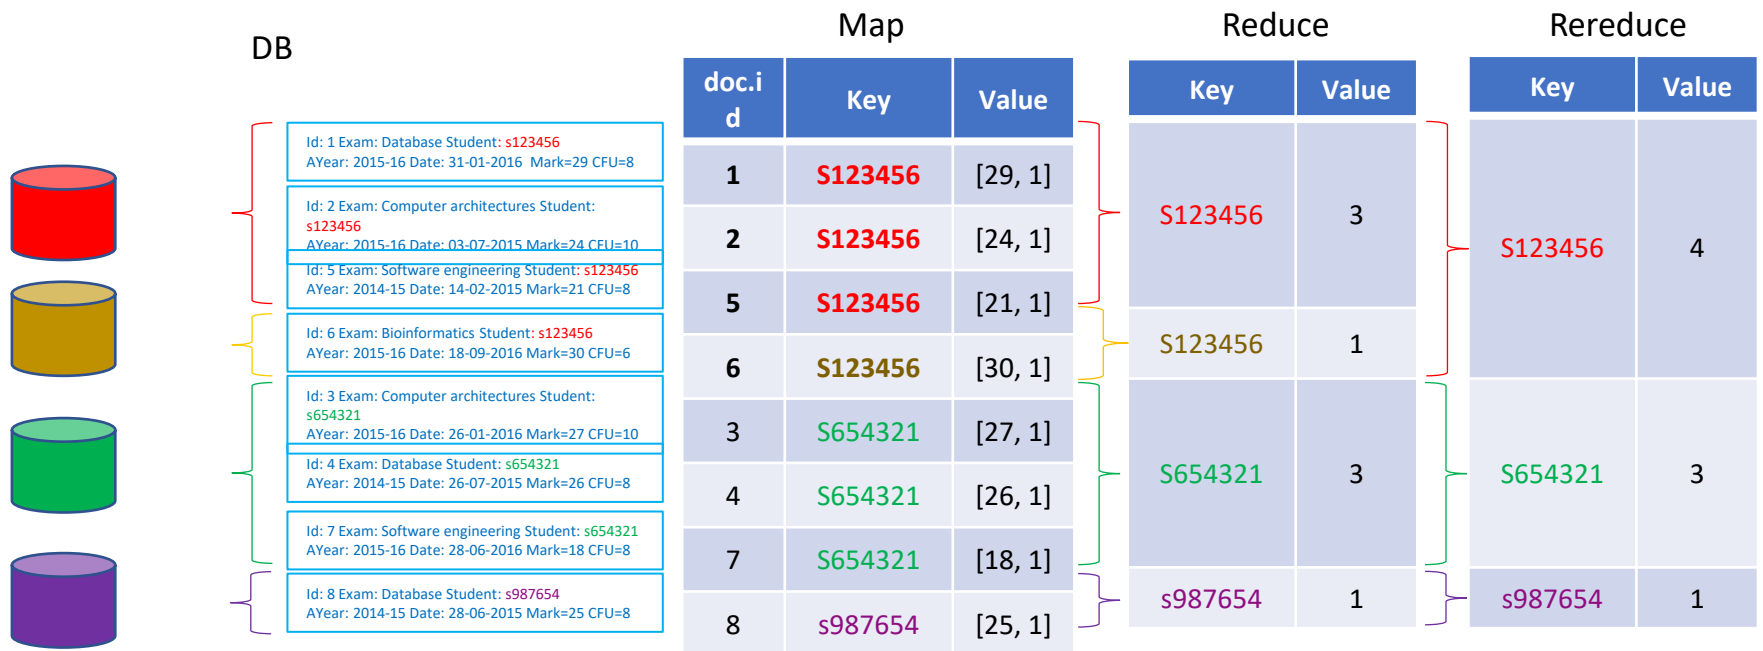 DB
Id: 1 Exam: Database Student: s123456
AYear: 2015-16 Date: 31-01-2016 Mark=29 CFU=8
Id: 2 Exam: Computer architectures Student:
s123456
AYear: 2015-16 Date: 03-07-2015 Mark=24 CFU=10
Id: 5 Exam: Software engineering Student: s123456
AYear: 2014-15 Date: 14-02-2015 Mark=21 CFU=8
Id: 6 Exam: Bioinformatics Student: s123456
AYear: 2015-16 Date: 18-09-2016 Mark=30 CFU=6
Id: 3 Exam: Computer architectures Student:
s654321
AYear: 2015-16 Date: 26-01-2016 Mark=27 CFU=10
Id: 4 Exam: Database Student: s654321
AYear: 2014-15 Date: 26-07-2015 Mark=26 CFU=8
Id: 7 Exam: Software engineering Student: s654321
AYear: 2015-16 Date: 28-06-2016 Mark=18 CFU=8
Id: 8 Exam: Database Student: s987654
AYear: 2014-15 Date: 28-06-2015 Mark=25 CFU=8
Map
doc.i
d Key Value
1 S123456 [29, 1]
2 S123456 [24, 1]
5 S123456 [21, 1]
6 S123456 [30, 1]
3 S654321 [27, 1]
4 S654321 [26, 1]
7 S654321 [18, 1]
8 s987654 [25, 1]
Reduce
Key Value
S123456 3
S123456 1
S654321 3
s987654 1
Rereduce
Key Value
S123456 4
S654321 3
s987654 1